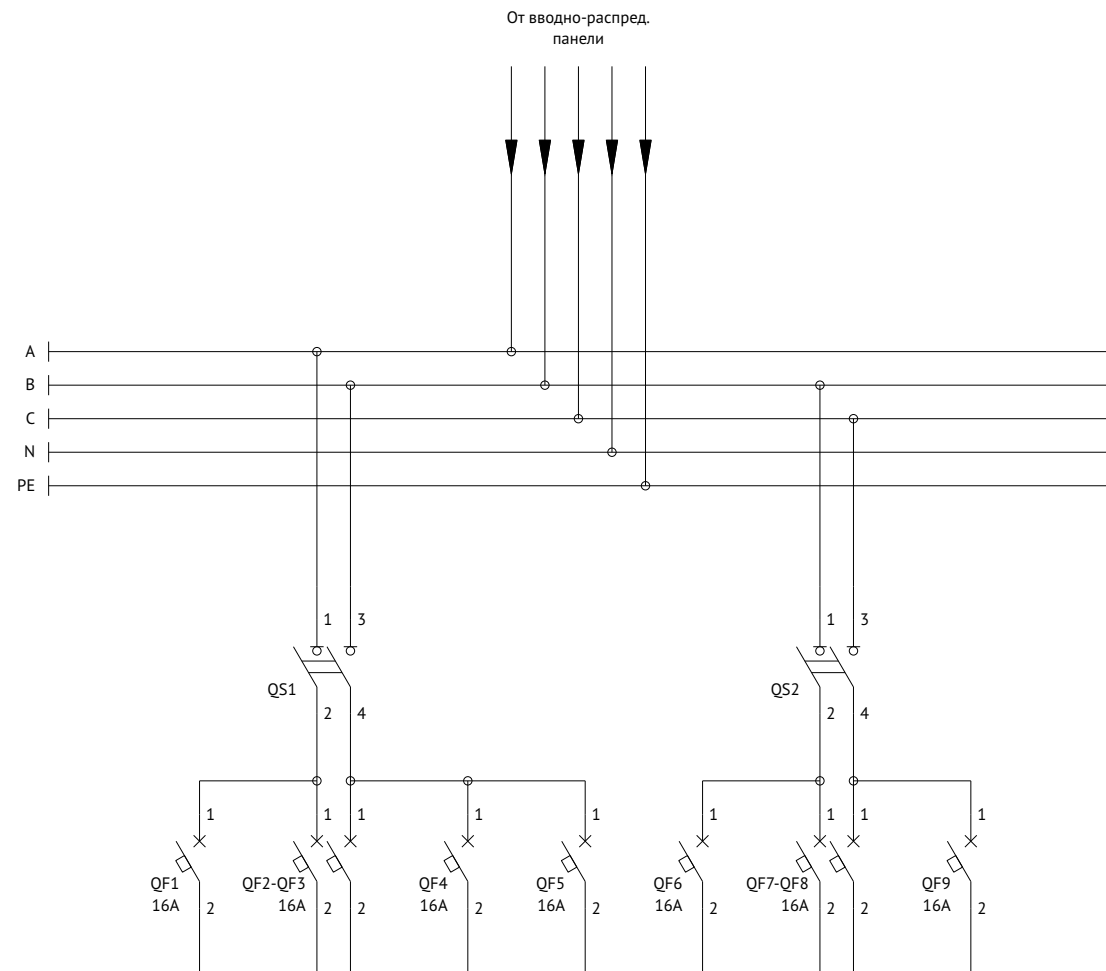 От вводно-распред.
панели
A
B
C
N
PE
1 3 1 3
QS1 QS2
2 4 2 4
1 1 1 1 1 1 1 1 1
QF1 QF2-QF3 QF4 QF5 QF6 QF7-QF8 QF9
16A 2 16A 2 2 16A 2 16A 2 16A 2 16A 2 2 16A 2